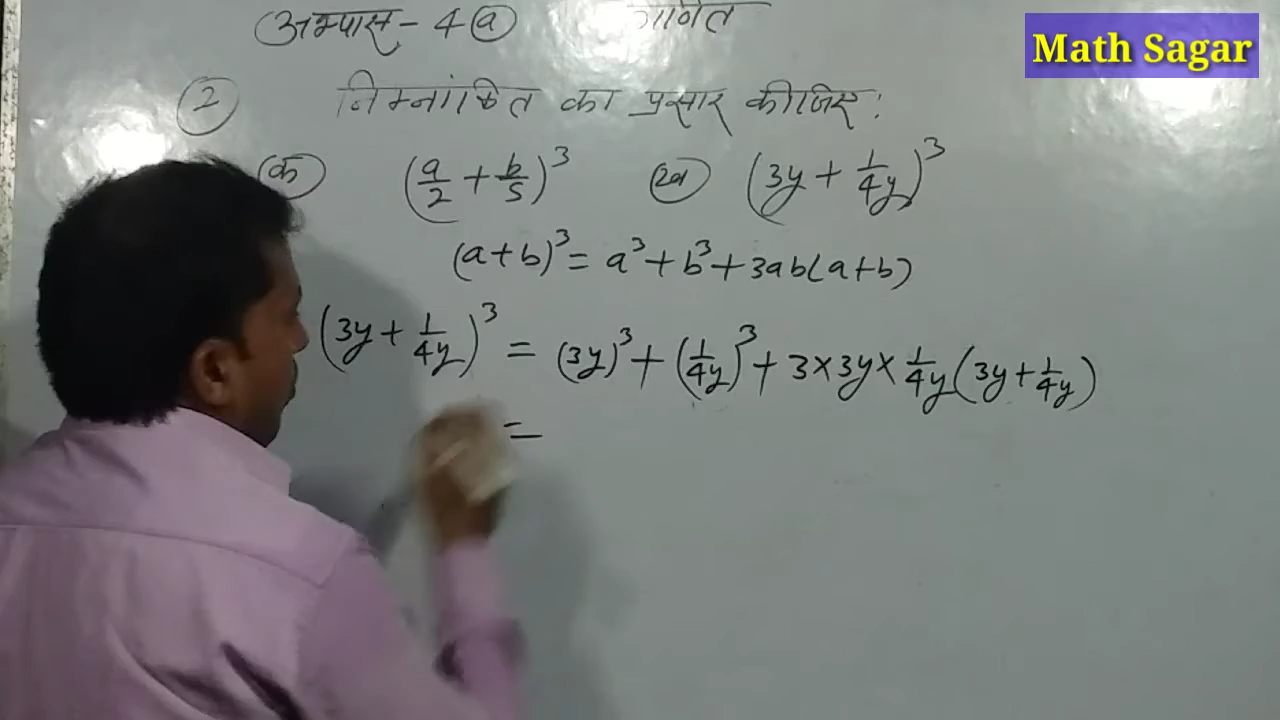 अभ्यास - 4(a) गणित
Math Sagar
(2) निम्नांकित का प्रसार कीजिए:
(क) (a/2 + b/5)³ (ख) (3y + 1/4y)³
(a+b)³ = a³ + b³ + 3ab(a+b)
(3y + 1/4y)³ = (3y)³ + (1/4y)³ + 3×3y×1/4y(3y + 1/4y)
=